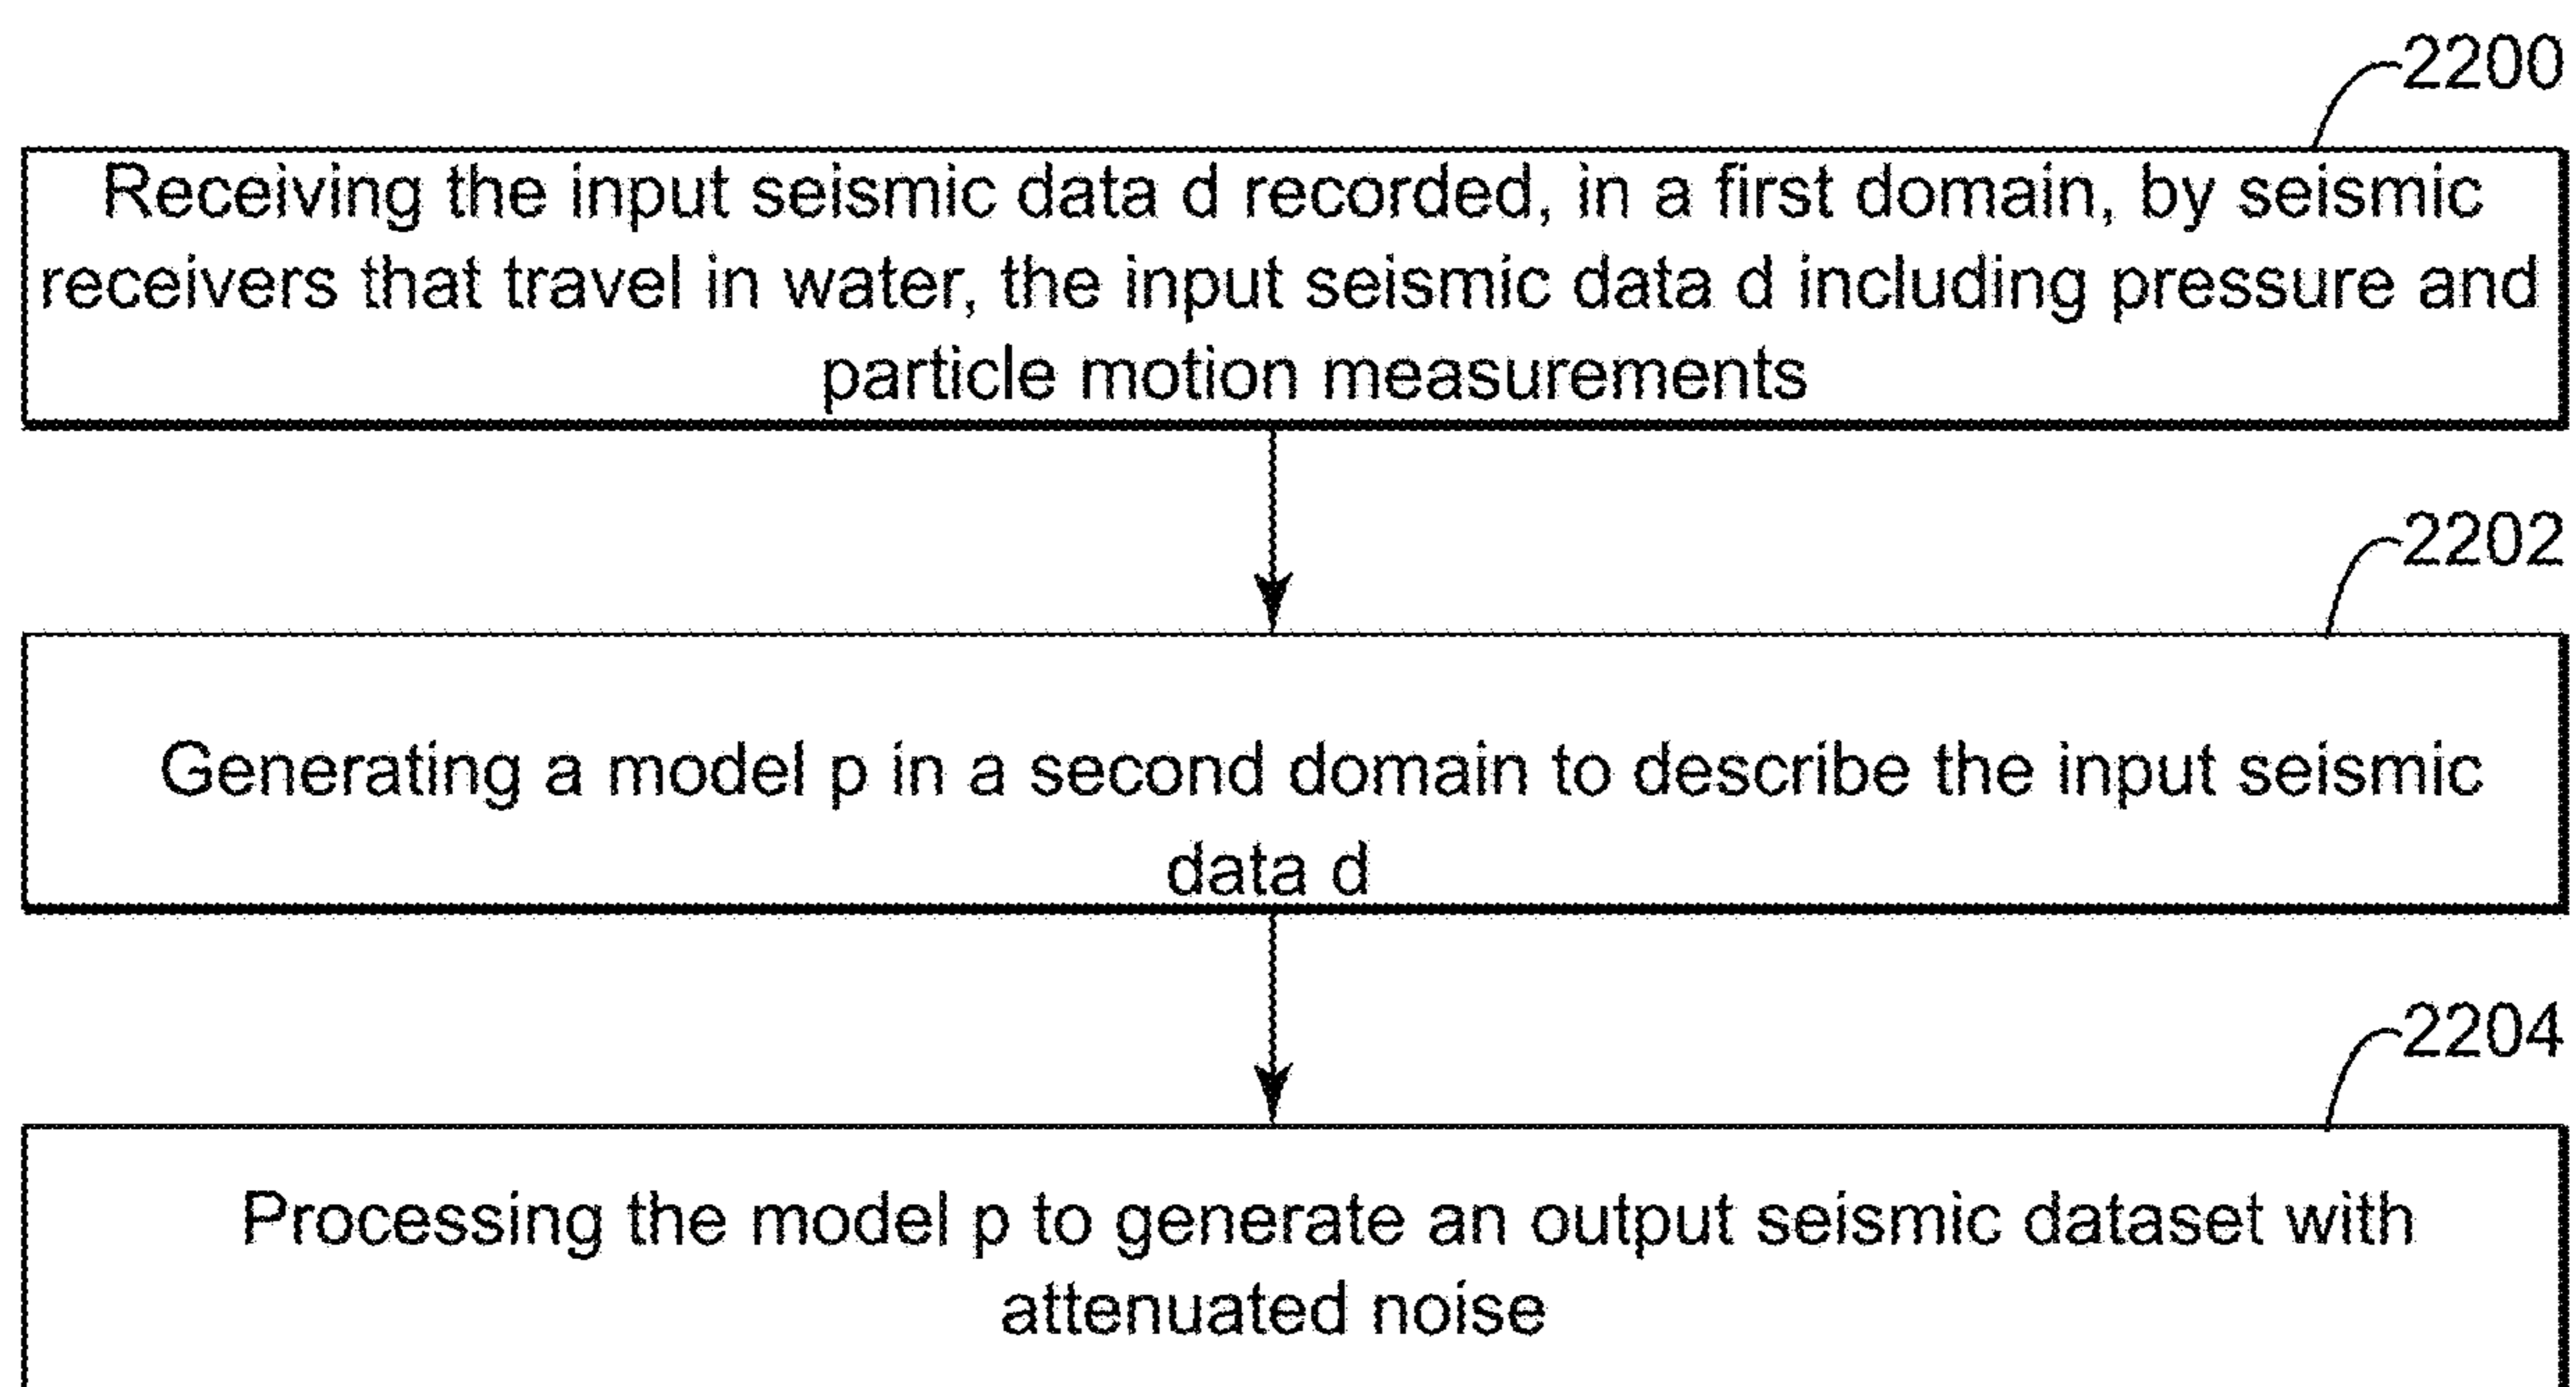 2200
Receiving the input seismic data d recorded, in a first domain, by seismic
receivers that travel in water, the input seismic data d including pressure and
particle motion measurements
2202
Generating a model p in a second domain to describe the input seismic
data d
2204
Processing the model p to generate an output seismic dataset with
attenuated noise